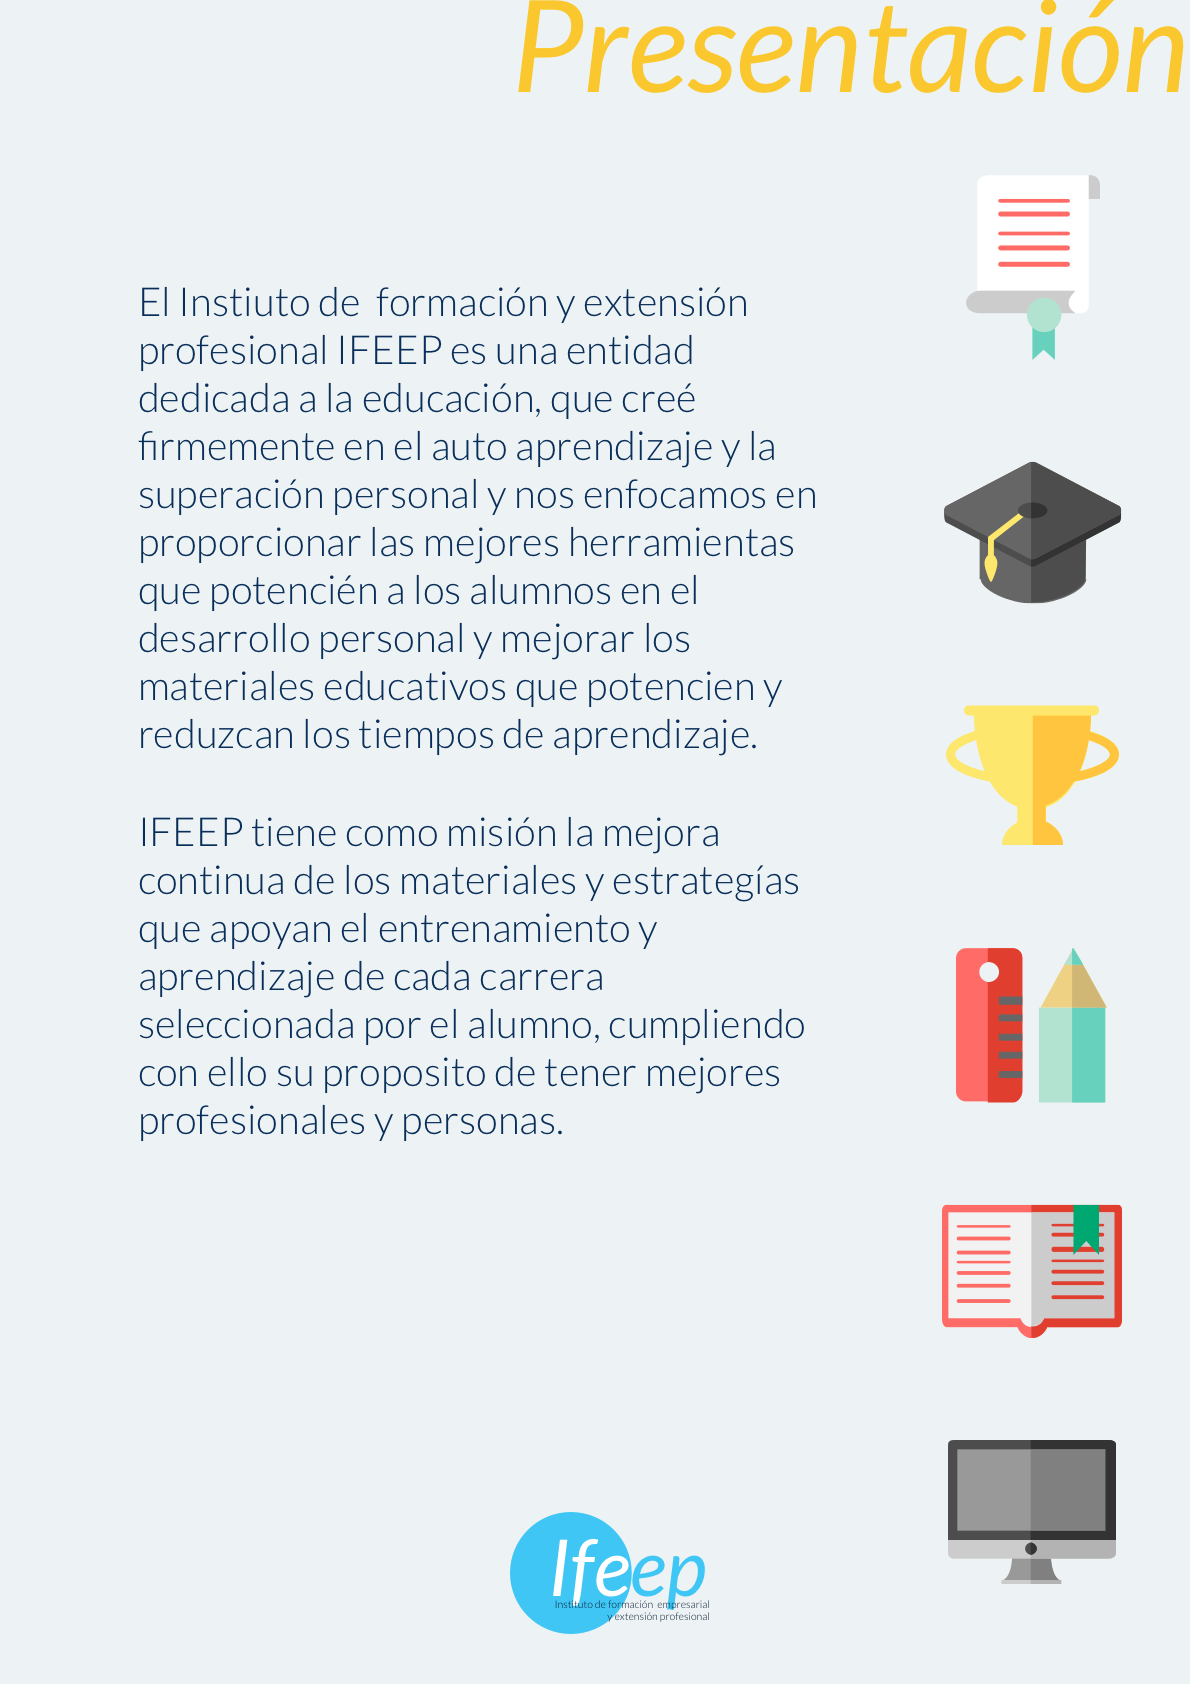 Presentación
El Instiuto de  formación y extensión
profesional IFEEP es una entidad
dedicada a la educación, que creé
firmemente en el auto aprendizaje y la
superación personal y nos enfocamos en
proporcionar las mejores herramientas
que potencién a los alumnos en el
desarrollo personal y mejorar los
materiales educativos que potencien y
reduzcan los tiempos de aprendizaje.
IFEEP tiene como misión la mejora
continua de los materiales y estrategías
que apoyan el entrenamiento y
aprendizaje de cada carrera
seleccionada por el alumno, cumpliendo
con ello su proposito de tener mejores
profesionales y personas.
Ifeep
Instituto de formación  empresarial
y extensión profesional